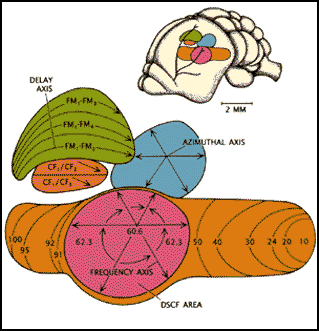 2 MM
DELAY
AXIS
FM₁-FM₄
FM₁-FM₃
FM₁-FM₂
CF₁/CF₂
CF₁/CF₃
AZIMUTHAL AXIS
100
95
92
91
62.3
60.6
62.3
50
40
30
24
20
10
FREQUENCY AXIS
DSCF AREA